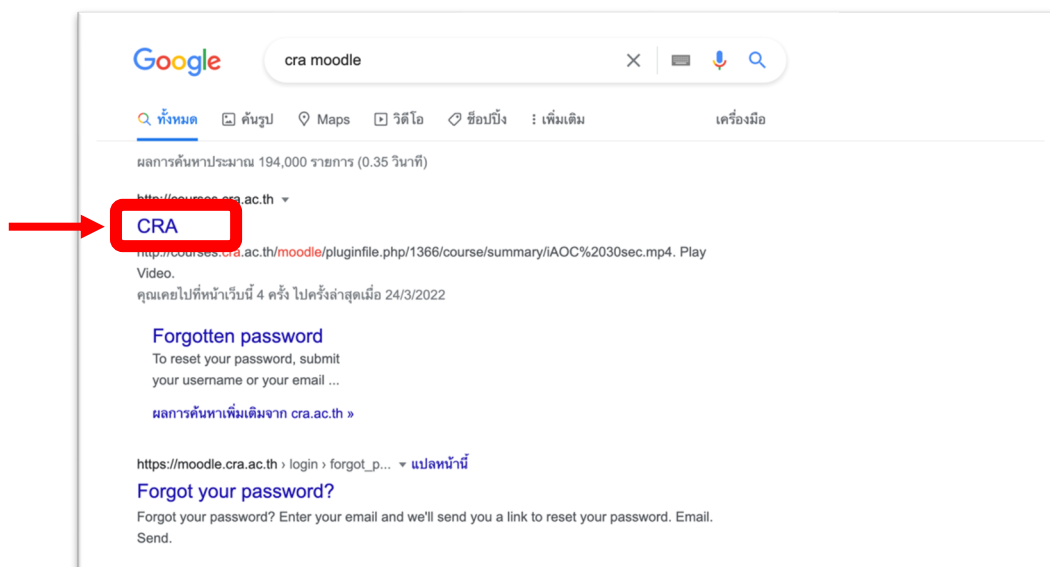 Google
cra moodle
ทั้งหมด ค้นรูป Maps วิดีโอ ช็อปปิ้ง เพิ่มเติม เครื่องมือ
ผลการค้นหาประมาณ 194,000 รายการ (0.35 วินาที)
http://courses.cra.ac.th
CRA
http://courses.cra.ac.th/moodle/pluginfile.php/1366/course/summary/iAOC%2030sec.mp4. Play
Video.
คุณเคยไปที่หน้าเว็บนี้ 4 ครั้ง ไปครั้งล่าสุดเมื่อ 24/3/2022
Forgotten password
To reset your password, submit
your username or your email ...
ผลการค้นหาเพิ่มเติมจาก cra.ac.th »
https://moodle.cra.ac.th › login › forgot_p... แปลหน้านี้
Forgot your password?
Forgot your password? Enter your email and we'll send you a link to reset your password. Email.
Send.